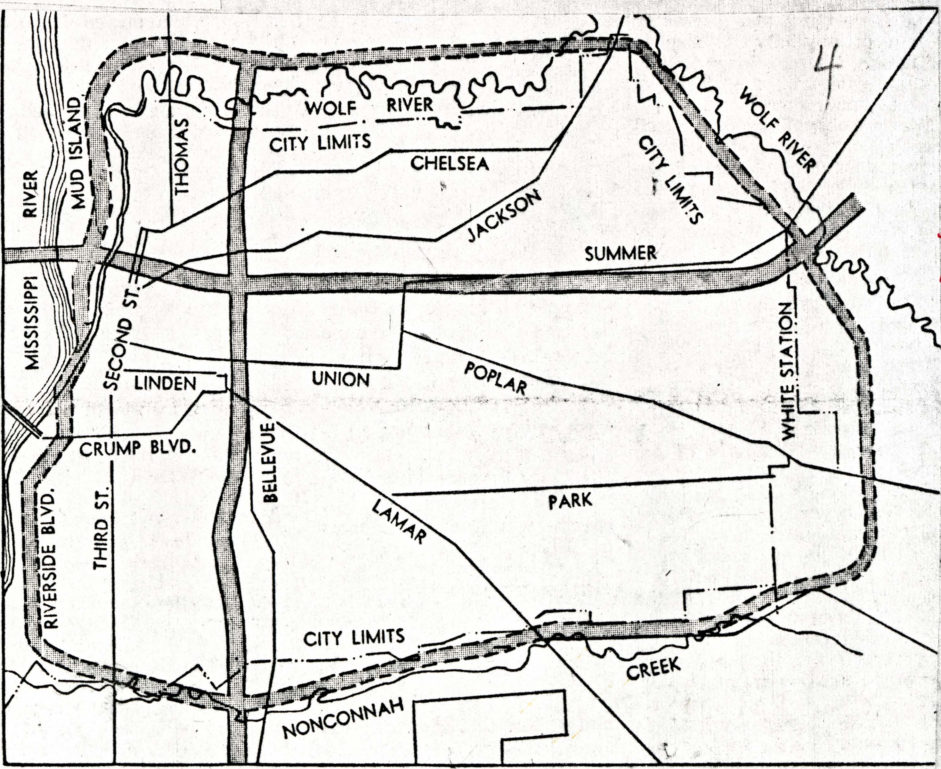 4
WOLF RIVER
WOLF RIVER
CITY LIMITS
MUD ISLAND
THOMAS
CHELSEA
CITY LIMITS
RIVER
MISSISSIPPI
JACKSON
SUMMER
SECOND ST.
LINDEN
UNION
POPLAR
WHITE STATION
CRUMP BLVD.
BELLEVUE
RIVERSIDE BLVD.
THIRD ST.
LAMAR
PARK
CITY LIMITS
CREEK
NONCONNAH